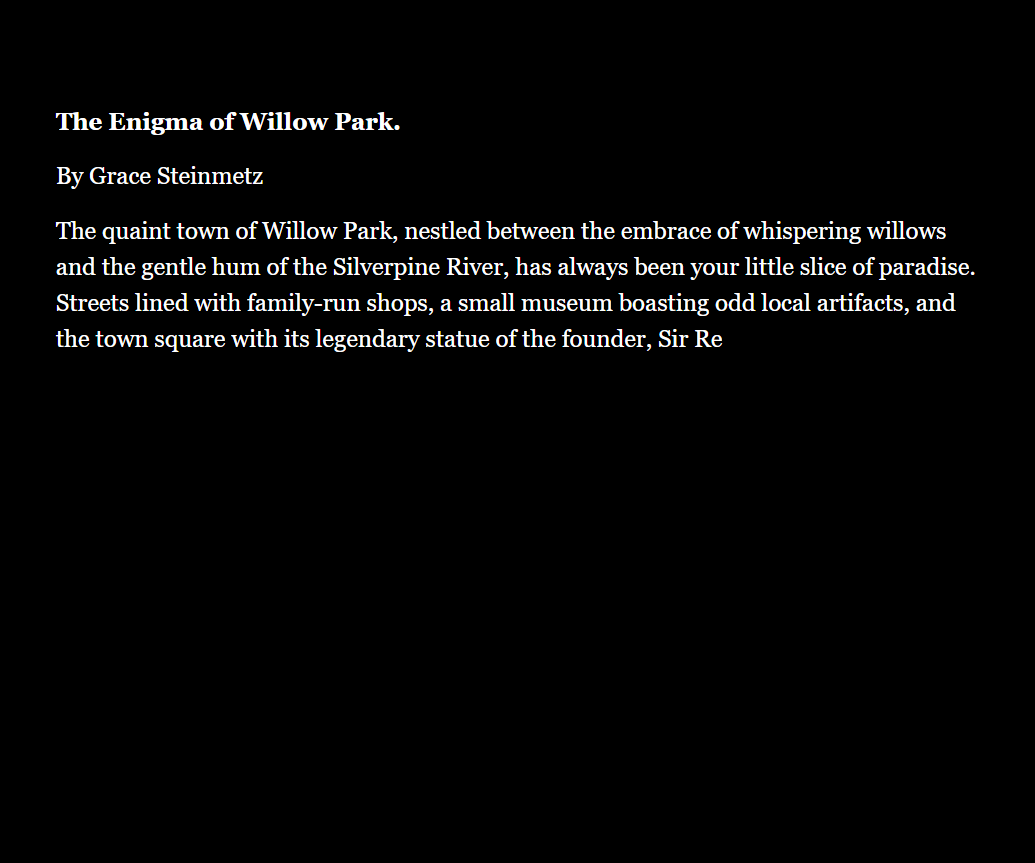 The Enigma of Willow Park.
By Grace Steinmetz
The quaint town of Willow Park, nestled between the embrace of whispering willows
and the gentle hum of the Silverpine River, has always been your little slice of paradise.
Streets lined with family-run shops, a small museum boasting odd local artifacts, and
the town square with its legendary statue of the founder, Sir Re